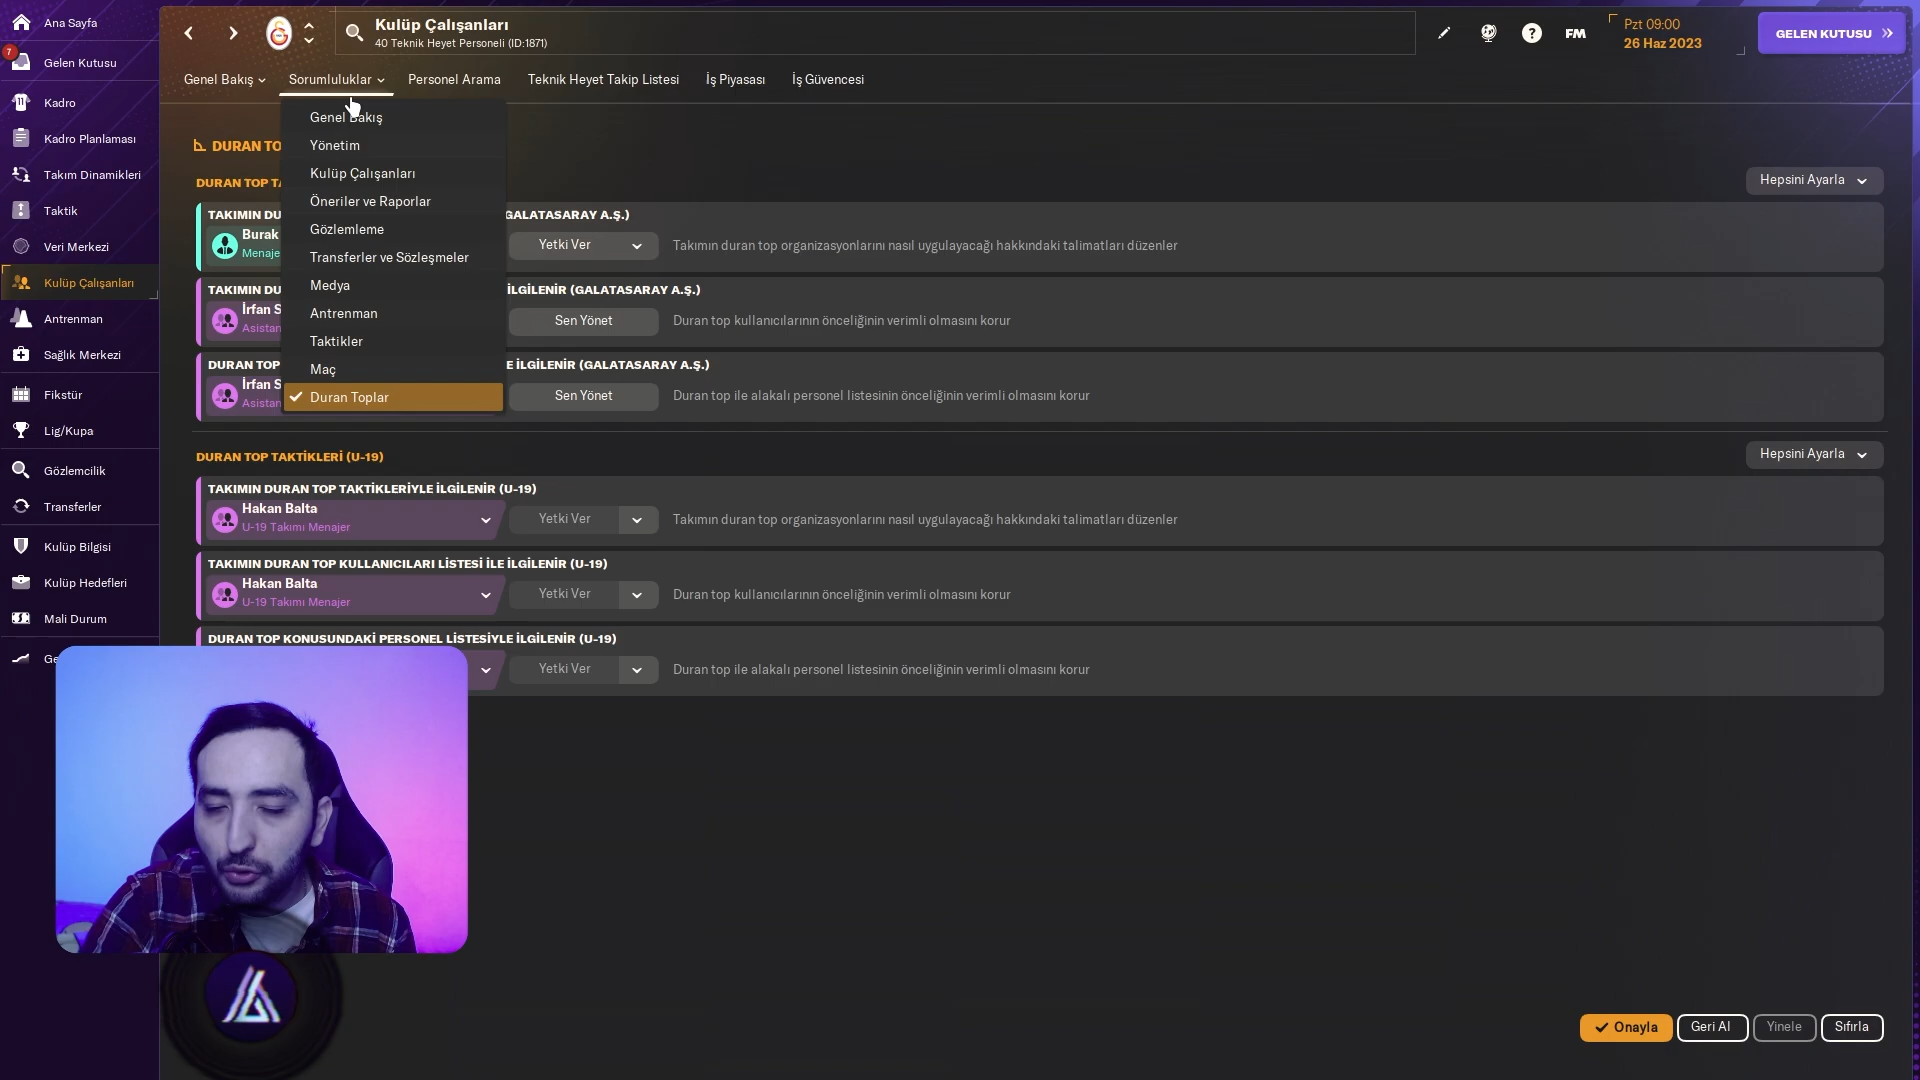 Ana Sayfa
7
Gelen Kutusu
Kadro
Kadro Planlaması
Takım Dinamikleri
Taktik
Veri Merkezi
Kulüp Çalışanları
Antrenman
Sağlık Merkezi
Fikstür
Lig/Kupa
Gözlemcilik
Transferler
Kulüp Bilgisi
Kulüp Hedefleri
Mali Durum
Ge
Kulüp Çalışanları
40 Teknik Heyet Personeli (ID:1871)
FM
Pzt 09:00
26 Haz 2023
GELEN KUTUSU
Genel Bakış
Sorumluluklar
Personel Arama
Teknik Heyet Takip Listesi
İş Piyasası
İş Güvencesi
Genel Bakış
Yönetim
Kulüp Çalışanları
Öneriler ve Raporlar
Gözlemleme
Transferler ve Sözleşmeler
Medya
Antrenman
Taktikler
Maç
Duran Toplar
DURAN TO
DURAN TOP TA
Hepsini Ayarla
TAKIMIN DU GALATASARAY A.Ş.)
Burak
Menaje
Yetki Ver
Takımın duran top organizasyonlarını nasıl uygulayacağı hakkındaki talimatları düzenler
TAKIMIN DU İLGİLENİR (GALATASARAY A.Ş.)
İrfan S
Asistan
Sen Yönet
Duran top kullanıcılarının önceliğinin verimli olmasını korur
DURAN TOP E İLGİLENİR (GALATASARAY A.Ş.)
İrfan S
Asistan
Sen Yönet
Duran top ile alakalı personel listesinin önceliğinin verimli olmasını korur
DURAN TOP TAKTİKLERİ (U-19)
Hepsini Ayarla
TAKIMIN DURAN TOP TAKTİKLERİYLE İLGİLENİR (U-19)
Hakan Balta
U-19 Takımı Menajer
Yetki Ver
Takımın duran top organizasyonlarını nasıl uygulayacağı hakkındaki talimatları düzenler
TAKIMIN DURAN TOP KULLANICILARI LİSTESİ İLE İLGİLENİR (U-19)
Hakan Balta
U-19 Takımı Menajer
Yetki Ver
Duran top kullanıcılarının önceliğinin verimli olmasını korur
DURAN TOP KONUSUNDAKİ PERSONEL LİSTESİYLE İLGİLENİR (U-19)
Yetki Ver
Duran top ile alakalı personel listesinin önceliğinin verimli olmasını korur
Onayla
Geri Al
Yinele
Sıfırla